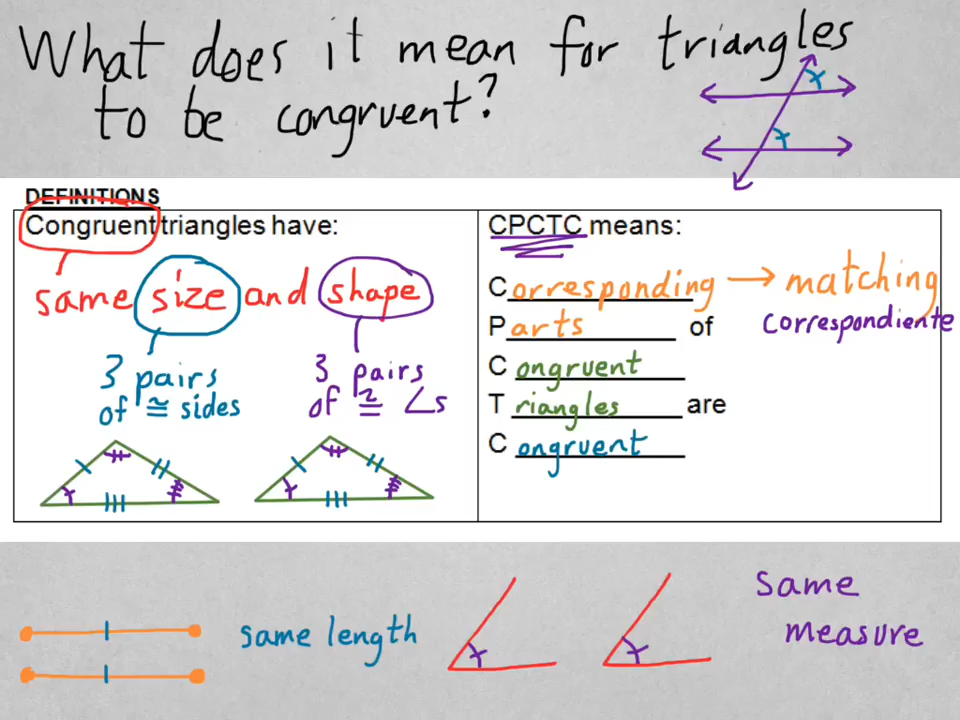 What does it mean for triangles
to be congruent?
DEFINITIONS
Congruent triangles have:
same size and shape
3 pairs
of ≅ sides
3 pairs
of ≅ ∠s
CPCTC means:
Corresponding → matching
correspondiente
Parts of
Congruent
Triangles are
Congruent
same length
same
measure